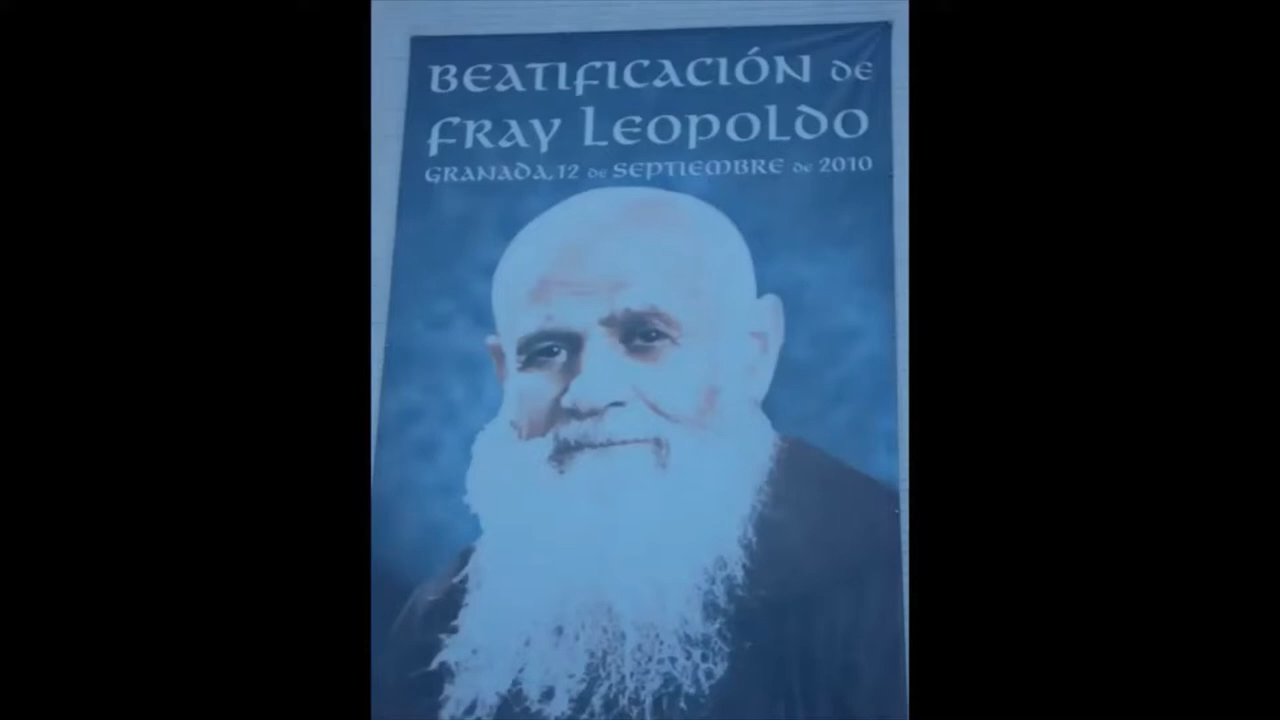 BEATIFICACIÓN DE
FRAY LEOPOLDO
GRANADA, 12 DE SEPTIEMBRE DE 2010